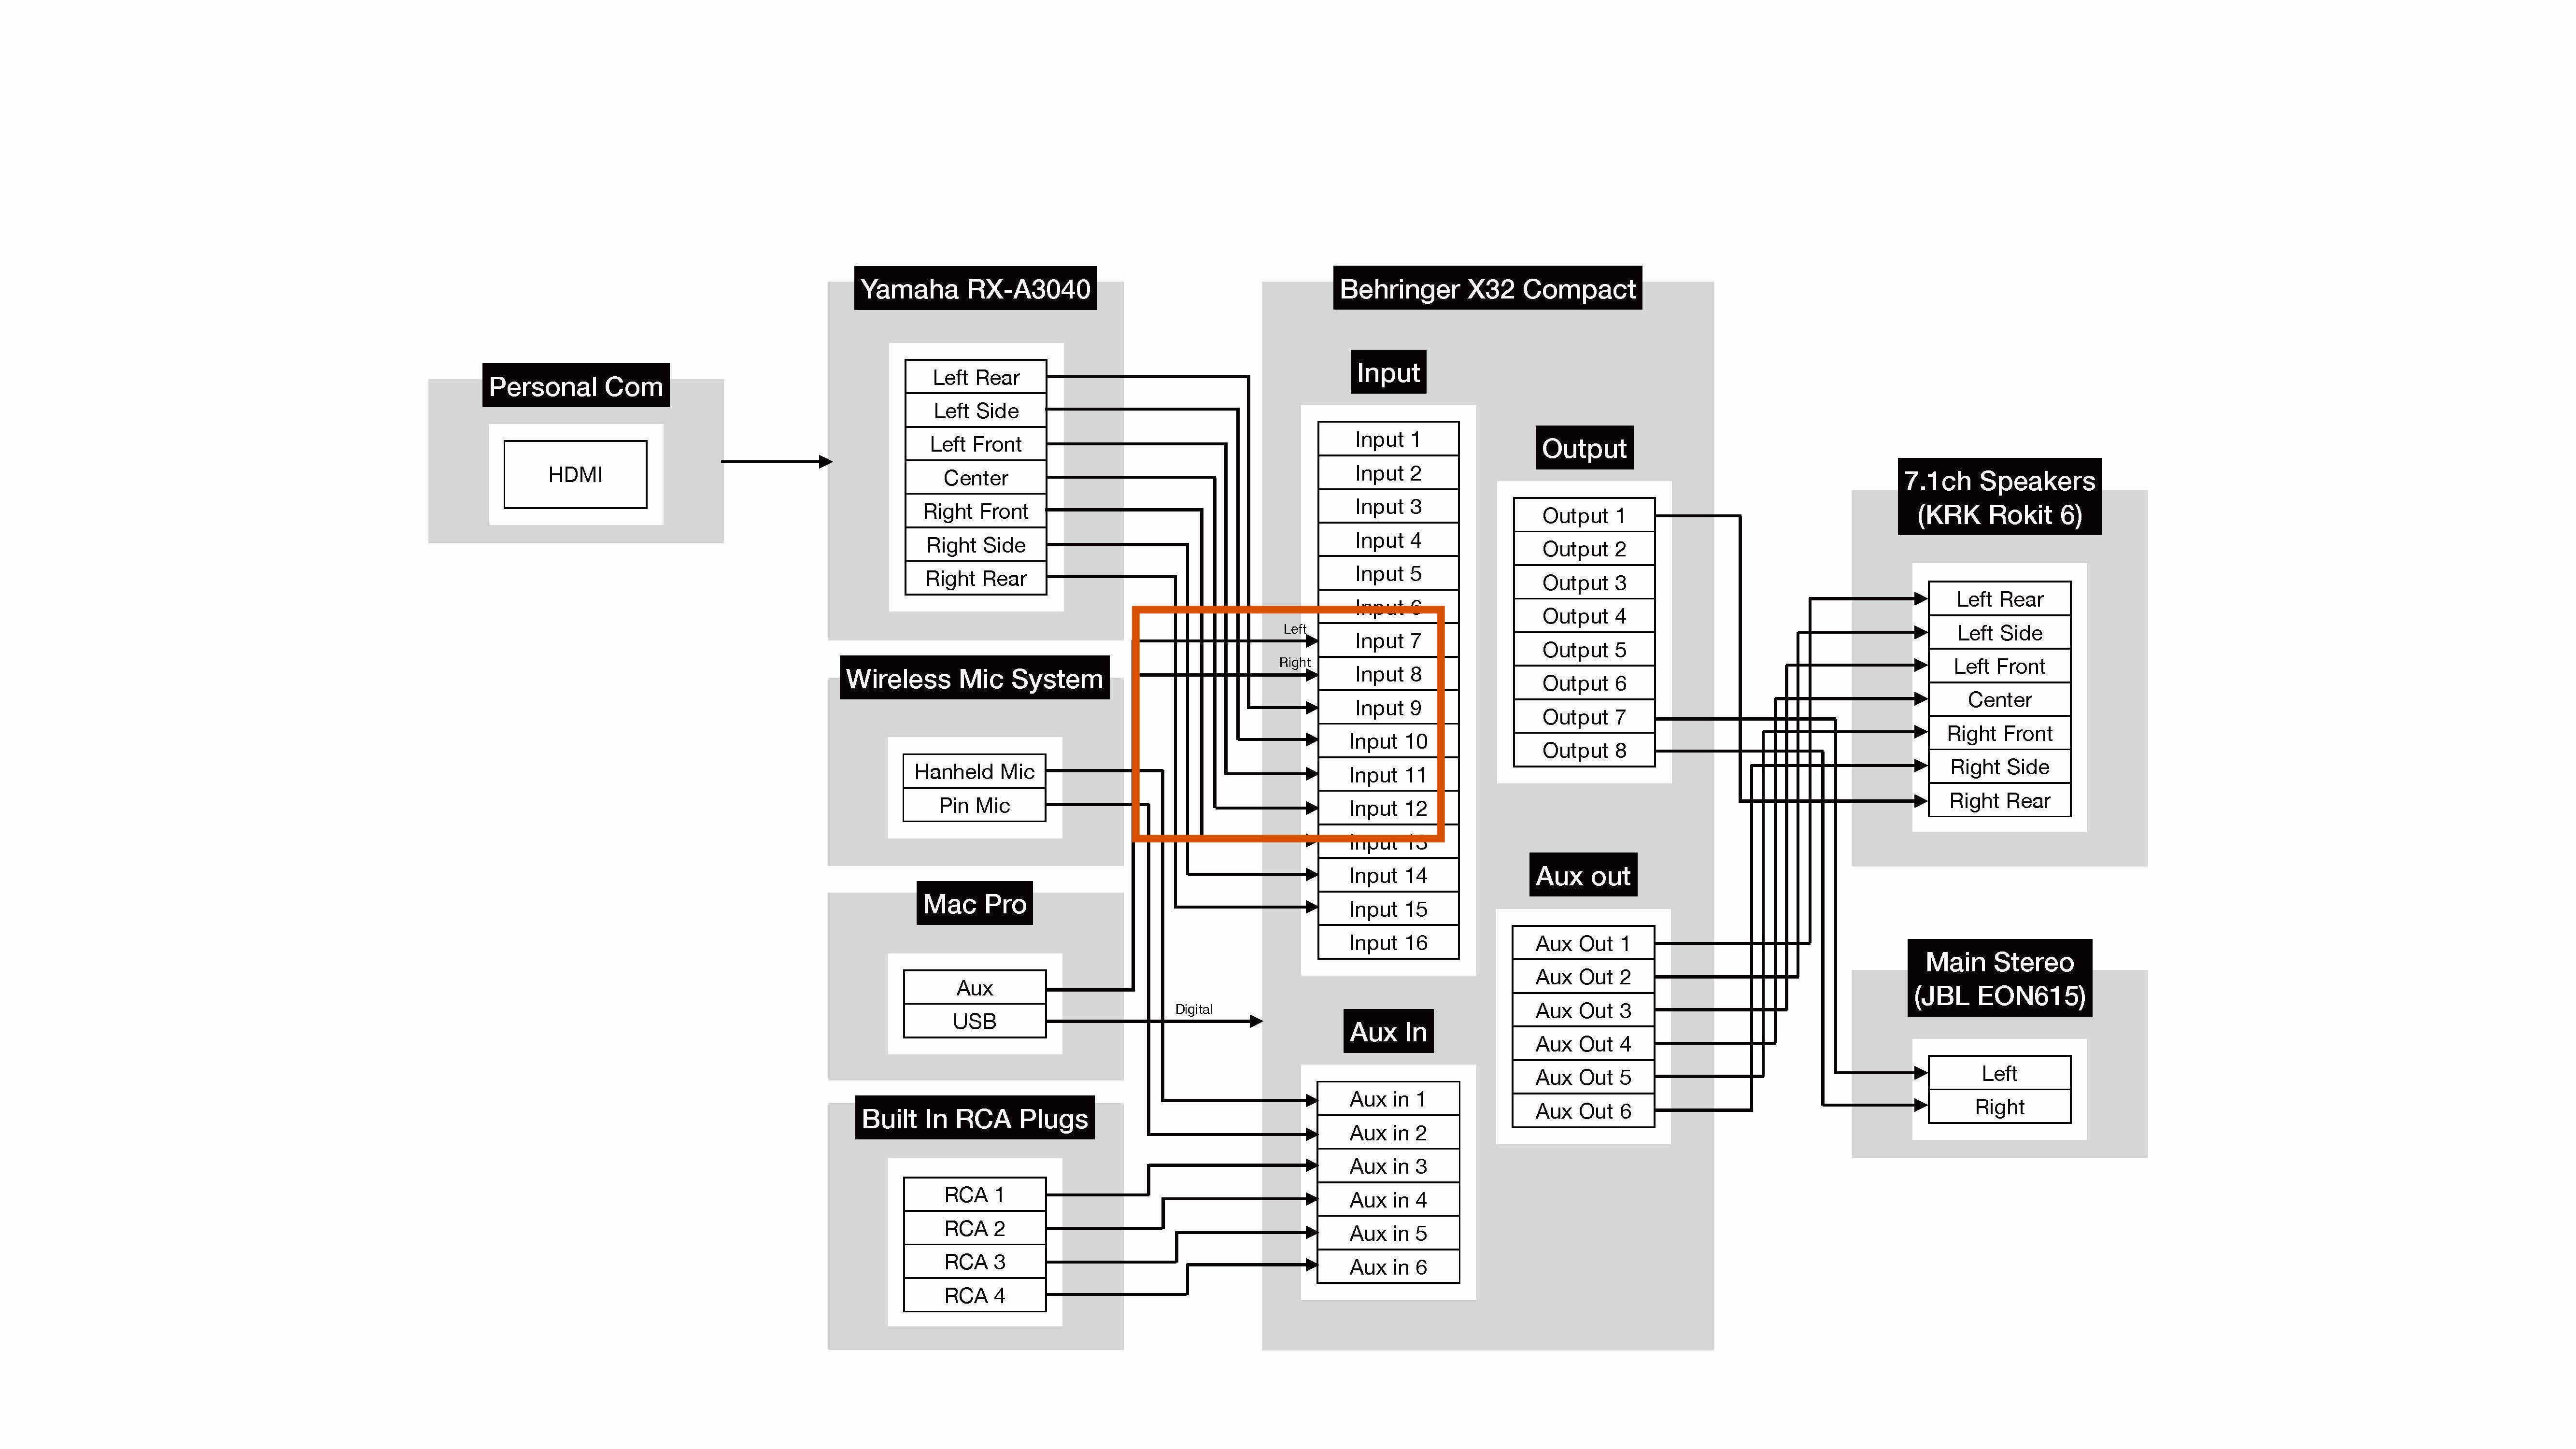 Personal Com
HDMI
Yamaha RX-A3040
Left Rear
Left Side
Left Front
Center
Right Front
Right Side
Right Rear
Wireless Mic System
Hanheld Mic
Pin Mic
Mac Pro
Aux
USB
Built In RCA Plugs
RCA 1
RCA 2
RCA 3
RCA 4
Left
Right
Digital
Behringer X32 Compact
Input
Input 1
Input 2
Input 3
Input 4
Input 5
Input 6
Input 7
Input 8
Input 9
Input 10
Input 11
Input 12
Input 13
Input 14
Input 15
Input 16
Aux In
Aux in 1
Aux in 2
Aux in 3
Aux in 4
Aux in 5
Aux in 6
Output
Output 1
Output 2
Output 3
Output 4
Output 5
Output 6
Output 7
Output 8
Aux out
Aux Out 1
Aux Out 2
Aux Out 3
Aux Out 4
Aux Out 5
Aux Out 6
7.1ch Speakers
(KRK Rokit 6)
Left Rear
Left Side
Left Front
Center
Right Front
Right Side
Right Rear
Main Stereo
(JBL EON615)
Left
Right